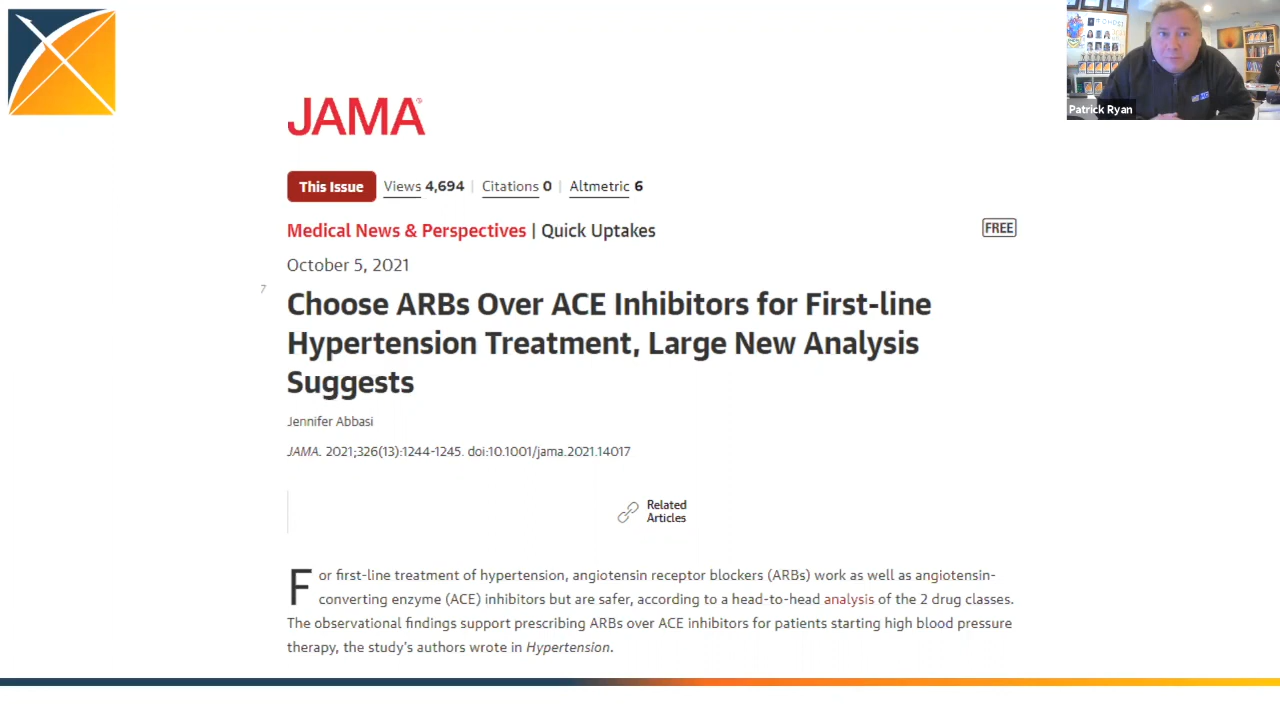 JAMA®
This Issue Views 4,694 | Citations 0 | Altmetric 6
Medical News & Perspectives | Quick Uptakes
FREE
October 5, 2021
7
Choose ARBs Over ACE Inhibitors for First-line
Hypertension Treatment, Large New Analysis
Suggests
Jennifer Abbasi
JAMA. 2021;326(13):1244-1245. doi:10.1001/jama.2021.14017
Related
Articles
For first-line treatment of hypertension, angiotensin receptor blockers (ARBs) work as well as angiotensin-
converting enzyme (ACE) inhibitors but are safer, according to a head-to-head analysis of the 2 drug classes.
The observational findings support prescribing ARBs over ACE inhibitors for patients starting high blood pressure
therapy, the study's authors wrote in Hypertension.
Patrick Ryan